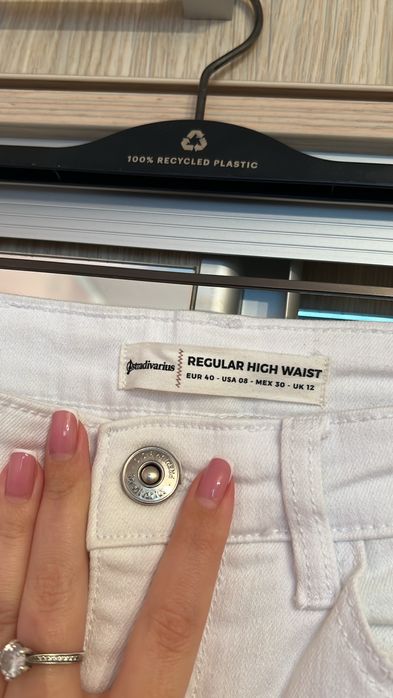 100% RECYCLED PLASTIC
stradivarius
REGULAR HIGH WAIST
EUR 40 - USA 08 - MEX 30 - UK 12